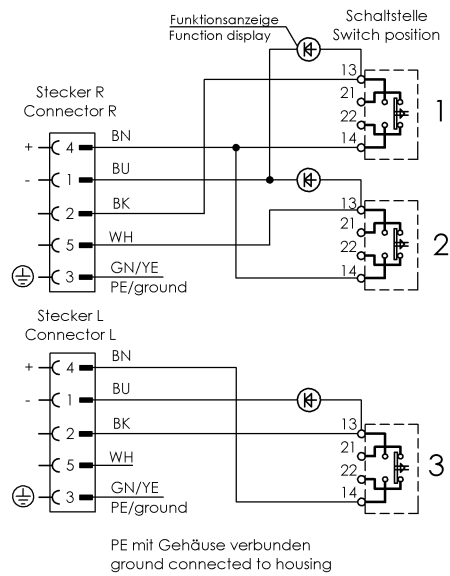 Funktionsanzeige
Function display
Schaltstelle
Switch position
13
21
22
14
1
Stecker R
Connector R
+ 4 BN
- 1 BU
2 BK
5 WH
3 GN/YE
PE/ground
13
21
22
14
2
Stecker L
Connector L
+ 4 BN
- 1 BU
2 BK
5 WH
3 GN/YE
PE/ground
13
21
22
14
3
PE mit Gehäuse verbunden
ground connected to housing